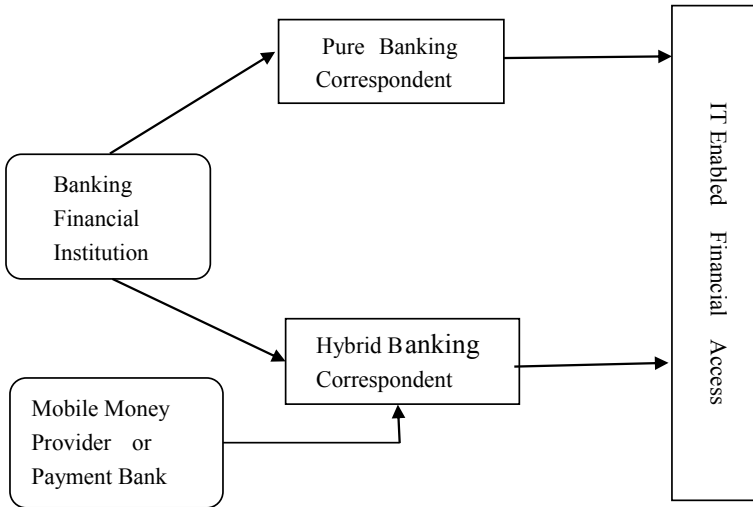 Pure Banking
Correspondent
Banking
Financial
Institution
Hybrid Banking
Correspondent
Mobile Money
Provider or
Payment Bank
IT Enabled Financial Access